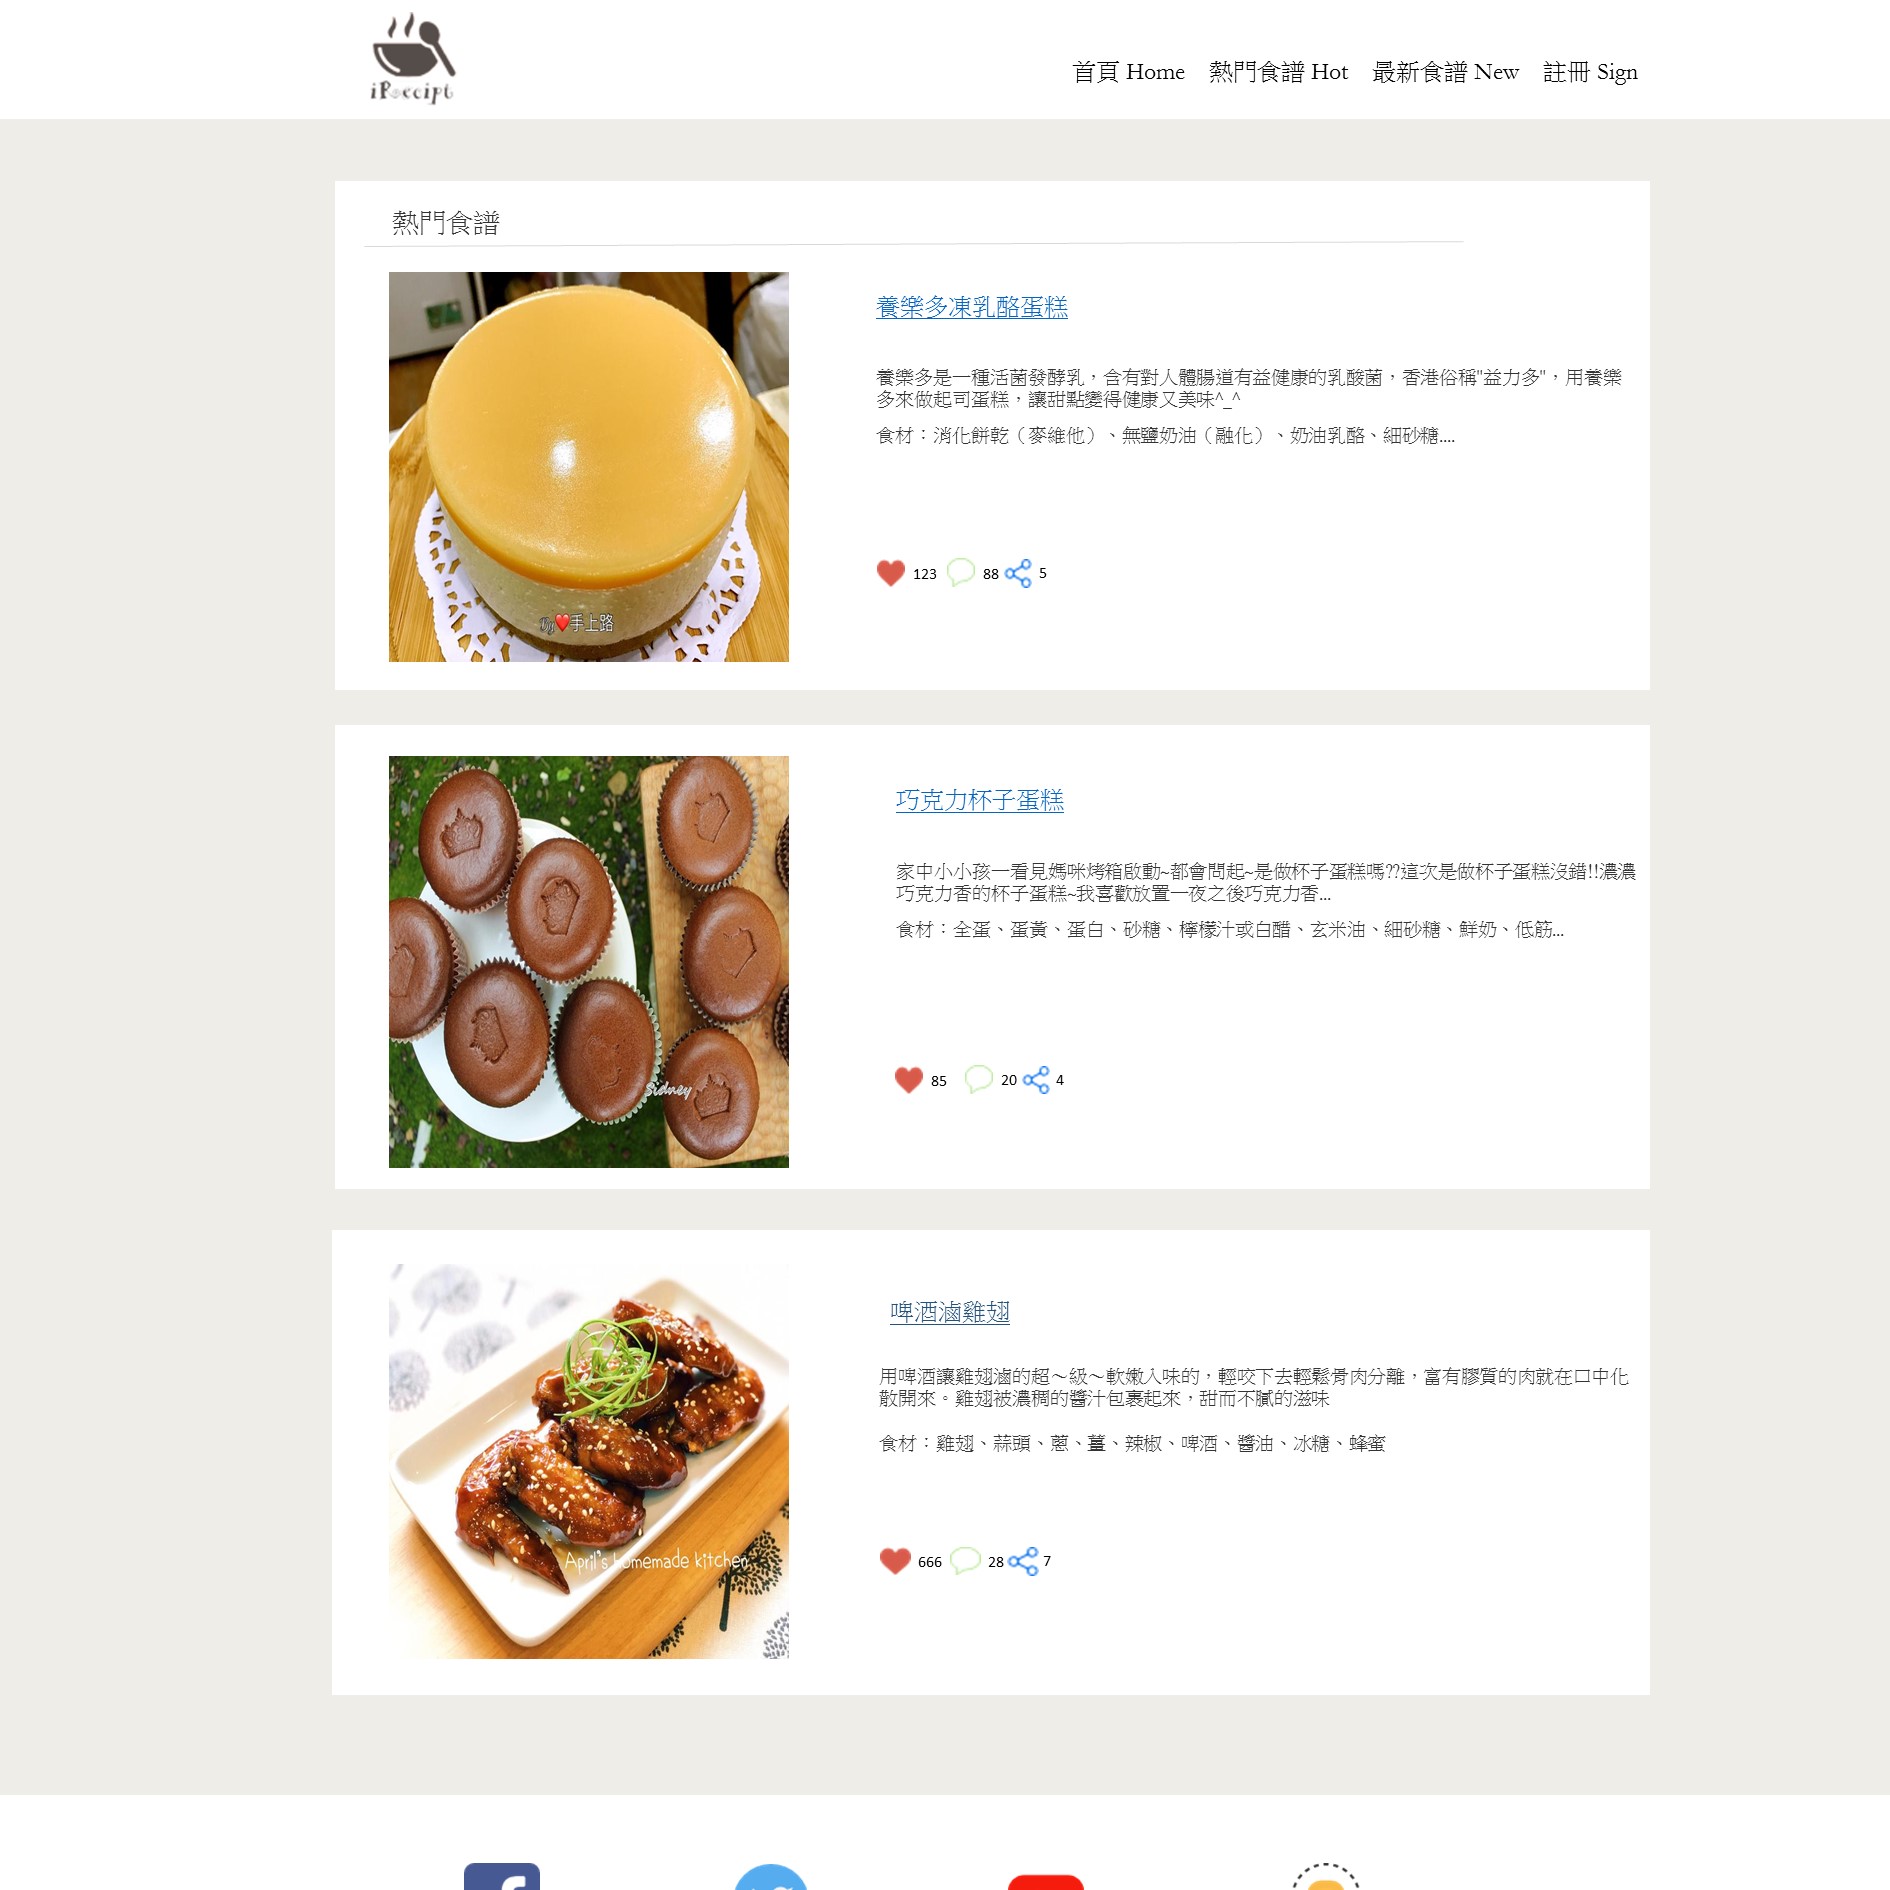 iRecipt
首頁 Home 熱門食譜 Hot 最新食譜 New 註冊 Sign
熱門食譜
養樂多凍乳酪蛋糕
養樂多是一種活菌發酵乳，含有對人體腸道有益健康的乳酸菌，香港俗稱"益力多"，用養樂
多來做起司蛋糕，讓甜點變得健康又美味^_^
食材：消化餅乾（麥維他）、無鹽奶油（融化）、奶油乳酪、細砂糖....
123 88 5
By❤手上路
巧克力杯子蛋糕
家中小小孩一看見媽咪烤箱啟動~都會問起~是做杯子蛋糕嗎??這次是做杯子蛋糕沒錯!!濃濃
巧克力香的杯子蛋糕~我喜歡放置一夜之後巧克力香...
食材：全蛋、蛋黃、蛋白、砂糖、檸檬汁或白醋、玄米油、細砂糖、鮮奶、低筋...
85 20 4
Sidney
啤酒滷雞翅
用啤酒讓雞翅滷的超～級～軟嫩入味的，輕咬下去輕鬆骨肉分離，富有膠質的肉就在口中化
散開來。雞翅被濃稠的醬汁包裹起來，甜而不膩的滋味
食材：雞翅、蒜頭、蔥、薑、辣椒、啤酒、醬油、冰糖、蜂蜜
666 28 7
April's homemade kitchen